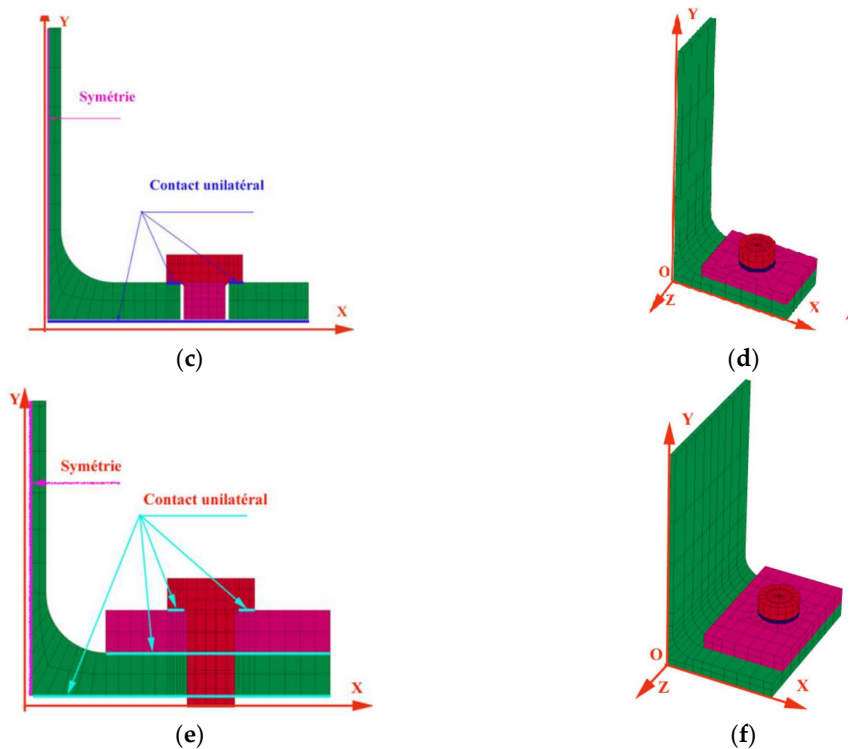 Y
Symétrie
Contact unilatéral
X
(c)
Y
O
Z
X
(d)
Y
Symétrie
Contact unilatéral
X
(e)
Y
O
Z
X
(f)